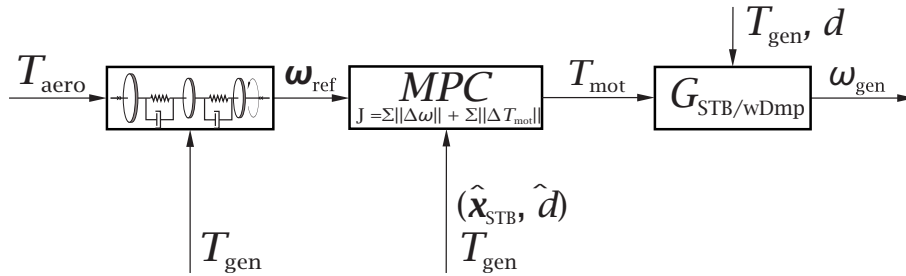 T_gen, d
T_aero
ω_ref
MPC
J =Σ||Δω|| + Σ||ΔT_mot||
T_mot
G_STB/wDmp
ω_gen
(x̂_STB, d̂)
T_gen
T_gen